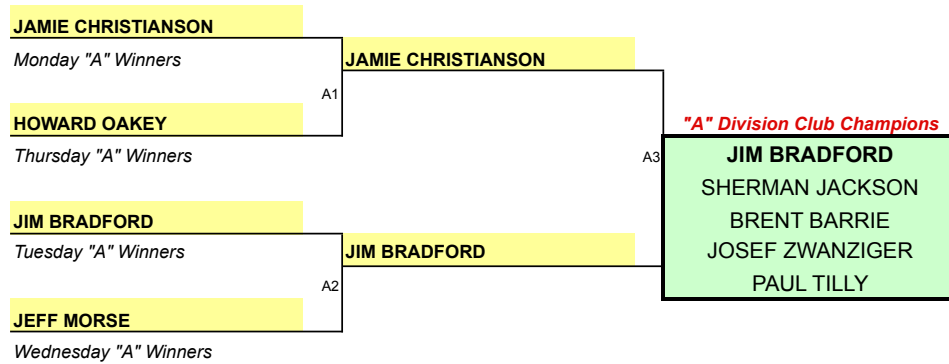 JAMIE CHRISTIANSON
Monday "A" Winners
JAMIE CHRISTIANSON
A1
HOWARD OAKEY
Thursday "A" Winners
"A" Division Club Champions
A3
JIM BRADFORD
SHERMAN JACKSON
BRENT BARRIE
JOSEF ZWANZIGER
PAUL TILLY
JIM BRADFORD
Tuesday "A" Winners
JIM BRADFORD
A2
JEFF MORSE
Wednesday "A" Winners